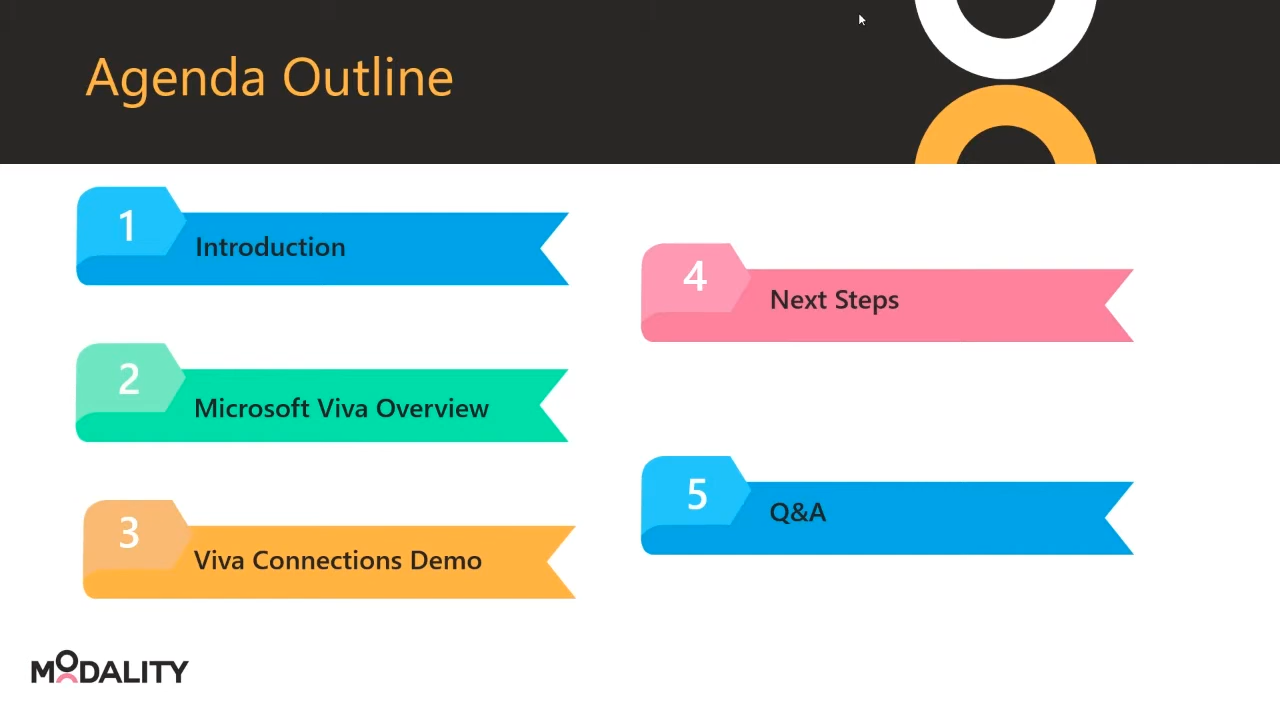 Agenda Outline
1
Introduction
2
Microsoft Viva Overview
3
Viva Connections Demo
4
Next Steps
5
Q&A
MODALITY